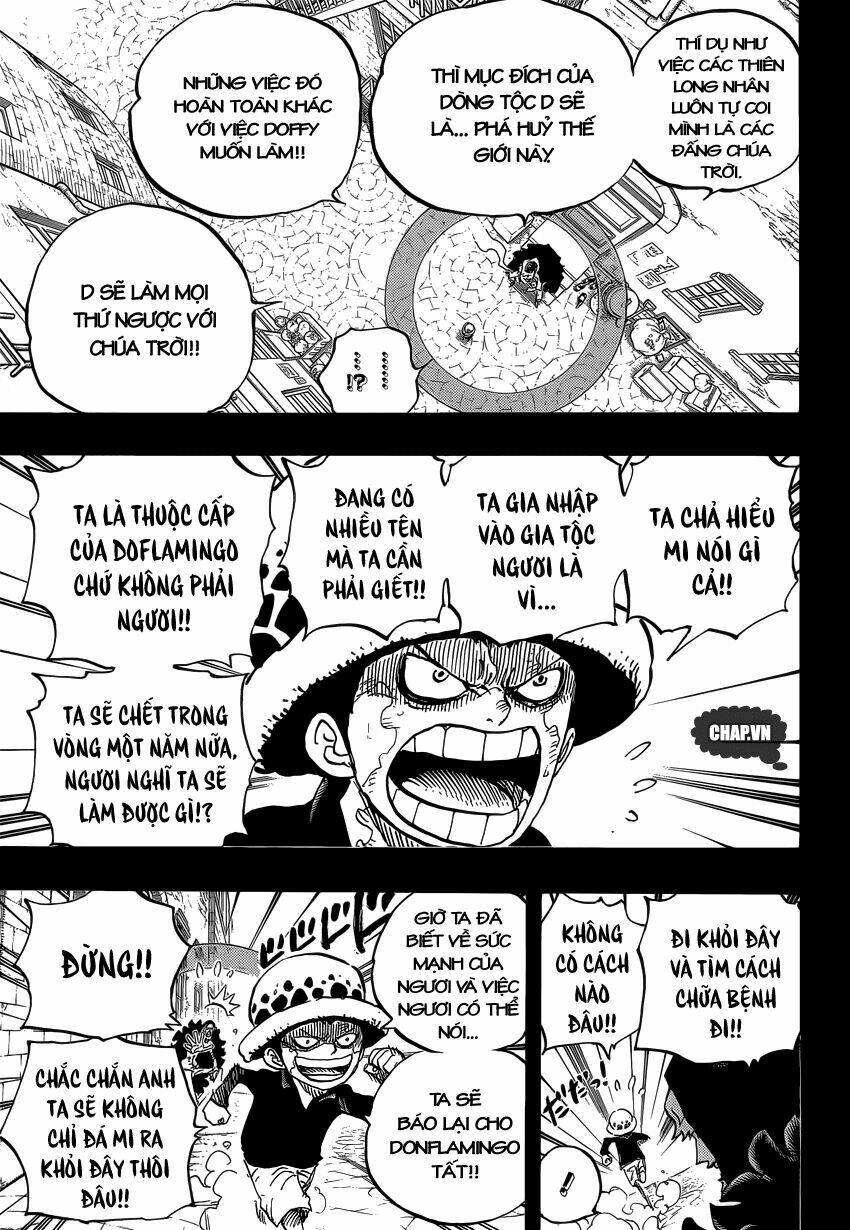 THÍ DỤ NHƯ
VIỆC CÁC THIÊN
LONG NHÂN
LUÔN TỰ COI
MÌNH LÀ CÁC
ĐẤNG CHÚA
TRỜI.
THÌ MỤC ĐÍCH CỦA
DÒNG TỘC D SẼ
LÀ... PHÁ HUỶ THẾ
GIỚI NÀY.
NHỮNG VIỆC ĐÓ
HOÀN TOÀN KHÁC
VỚI VIỆC DOFFY
MUỐN LÀM!!
D SẼ LÀM MỌI
THỨ NGƯỢC VỚI
CHÚA TRỜI!!
......
!?
TA CHẢ HIỂU
MI NÓI GÌ
CẢ!!
TA GIA NHẬP
VÀO GIA TỘC
NGƯỜI LÀ
VÌ...
ĐANG CÓ
NHIỀU TÊN
MÀ TA CẦN
PHẢI GIẾT!!
TA LÀ THUỘC CẤP
CỦA DOFLAMINGO
CHỨ KHÔNG PHẢI
NGƯỜI!!
TA SẼ CHẾT TRONG
VÒNG MỘT NĂM NỮA,
NGƯỜI NGHĨ TA SẼ
LÀM ĐƯỢC GÌ!?
CHAP.VN
ĐI KHỎI ĐÂY
VÀ TÌM CÁCH
CHỮA BỆNH
ĐI!!
KHÔNG
CÓ CÁCH
NÀO
ĐÂU!!
だだっ!
--!
GIỜ TA ĐÃ
BIẾT VỀ SỨC
MẠNH CỦA
NGƯƠI VÀ VIỆC
NGƯƠI CÓ THỂ
NÓI...
TA SẼ
BÁO LẠI CHO
DONFLAMINGO
TẤT!!
ĐỪNG!!
CHẮC CHẮN ANH
TA SẼ KHÔNG
CHỈ ĐÁ MI RA
KHỎI ĐÂY THÔI
ĐÂU!!